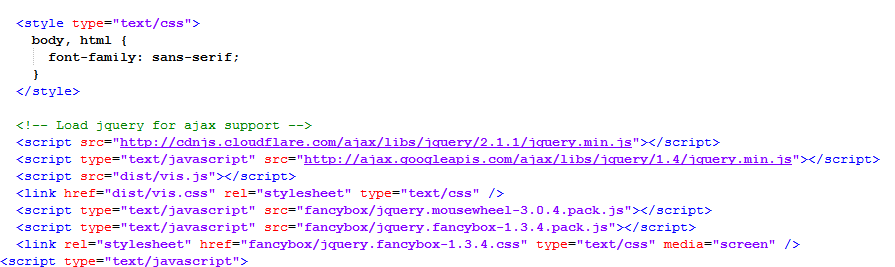 <style type="text/css">
body, html {
font-family: sans-serif;
}
</style>
<!-- Load jquery for ajax support -->
<script src="http://cdnjs.cloudflare.com/ajax/libs/jquery/2.1.1/jquery.min.js"></script>
<script type="text/javascript" src="http://ajax.googleapis.com/ajax/libs/jquery/1.4/jquery.min.js"></script>
<script src="dist/vis.js"></script>
<link href="dist/vis.css" rel="stylesheet" type="text/css" />
<script type="text/javascript" src="fancybox/jquery.mousewheel-3.0.4.pack.js"></script>
<script type="text/javascript" src="fancybox/jquery.fancybox-1.3.4.pack.js"></script>
<link rel="stylesheet" href="fancybox/jquery.fancybox-1.3.4.css" type="text/css" media="screen" />
<script type="text/javascript">